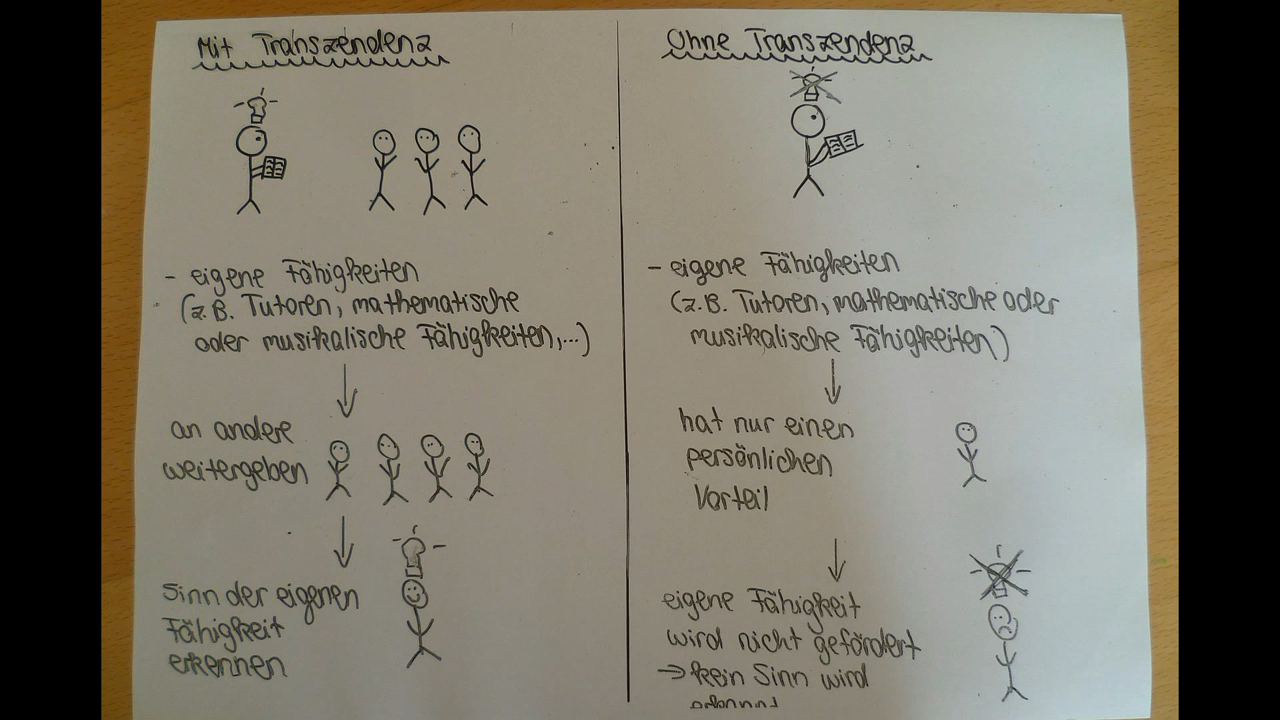 Mit Transzendenz
- eigene Fähigkeiten
(z.B. Tutoren, mathematische
oder musikalische Fähigkeiten,...)
an andere
weitergeben
Sinn der eigenen
Fähigkeit
erkennen
Ohne Transzendenz
- eigene Fähigkeiten
(z.B. Tutoren, mathematische oder
musikalische Fähigkeiten)
hat nur einen
persönlichen
Vorteil
eigene Fähigkeit
wird nicht gefördert
→ kein Sinn wird